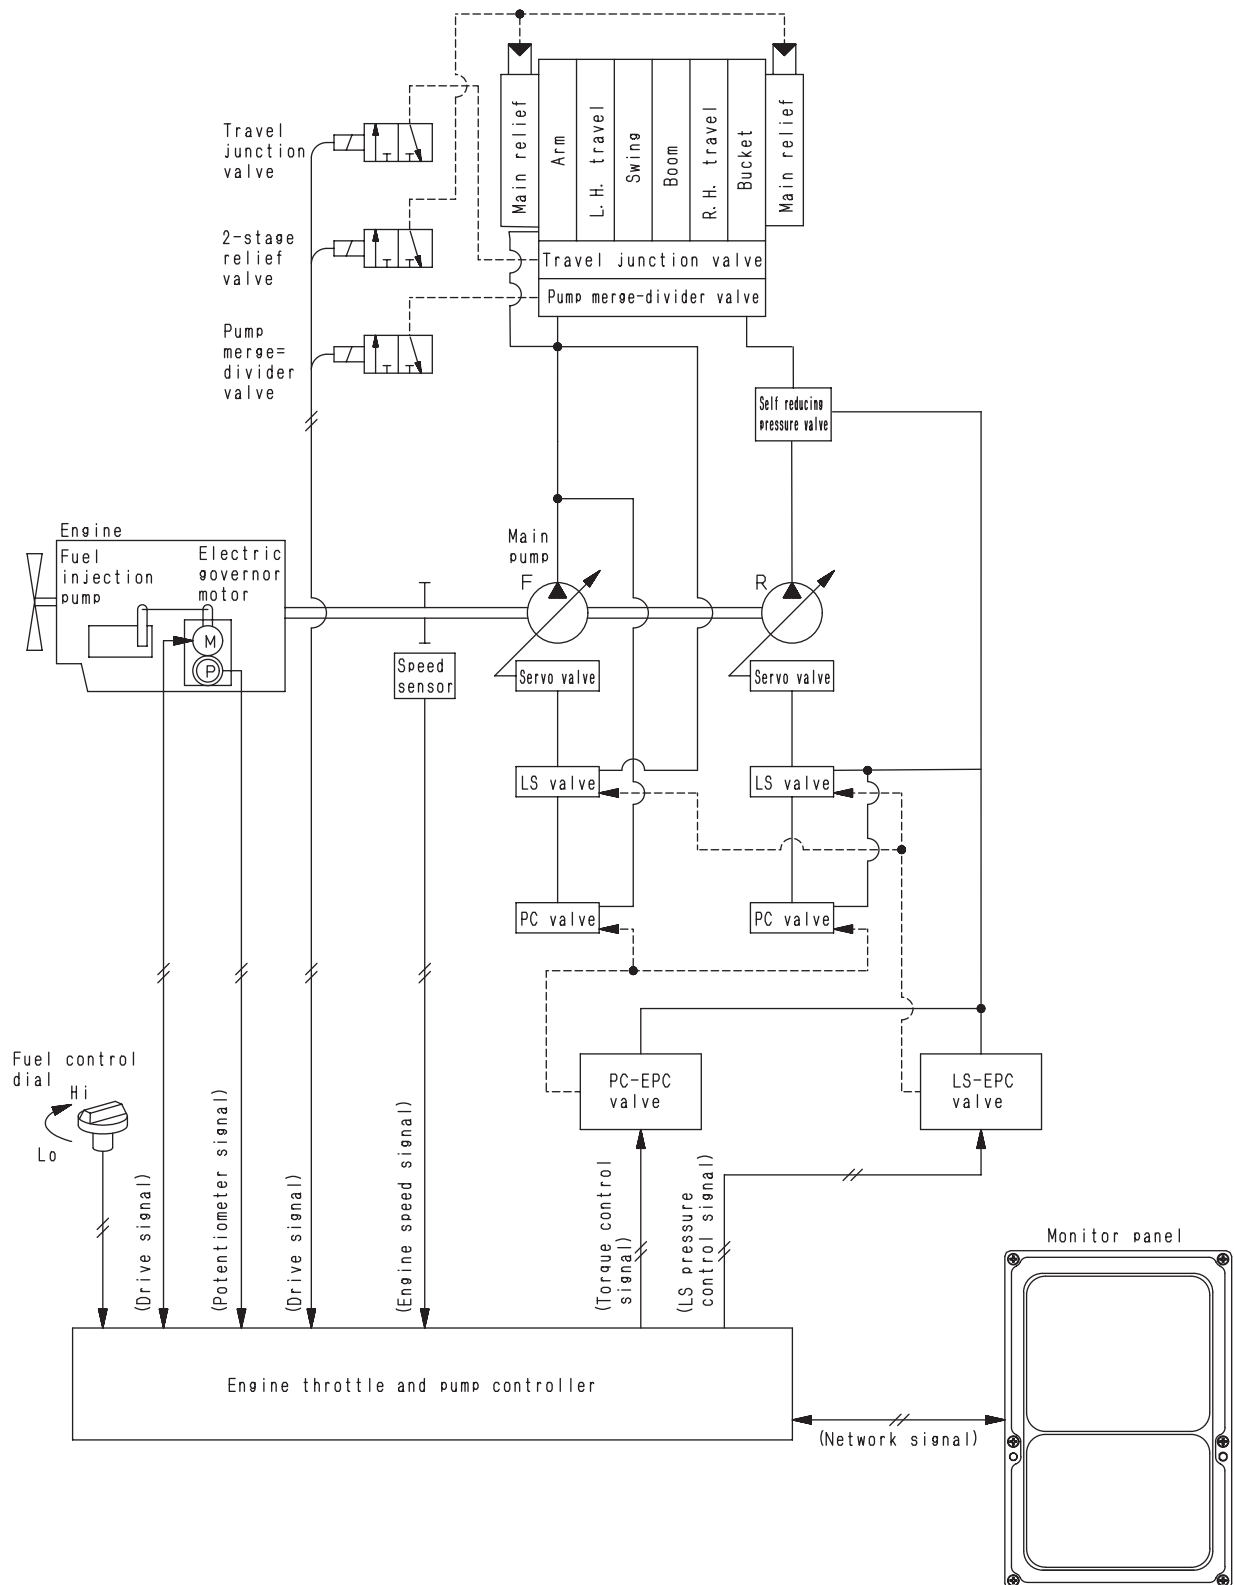 Travel
junction
valve
2-stage
relief
valve
Pump
merge=
divider
valve
Main relief
Arm
L.H. travel
Swing
Boom
R.H. travel
Bucket
Main relief
Travel junction valve
Pump merge-divider valve
Self reducing
pressure valve
Engine
Fuel
injection
pump
Electric
governor
motor
M
P
Speed
sensor
Main
pump
F
R
Servo valve
Servo valve
LS valve
LS valve
PC valve
PC valve
PC-EPC
valve
LS-EPC
valve
Fuel control
dial
Hi
Lo
(Drive signal)
(Potentiometer signal)
(Drive signal)
(Engine speed signal)
(Torque control
signal)
(LS pressure
control signal)
Monitor panel
Engine throttle and pump controller
(Network signal)